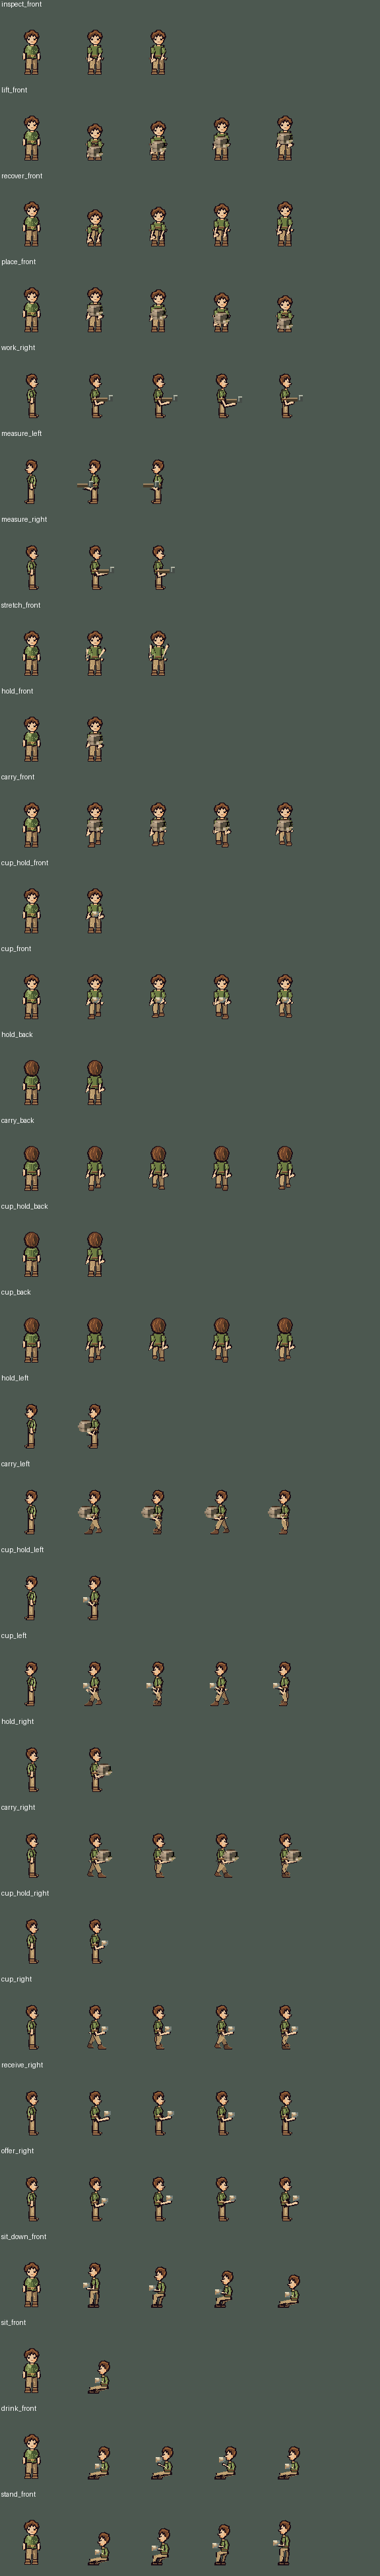 inspect_front
lift_front
recover_front
place_front
work_right
measure_left
measure_right
stretch_front
hold_front
carry_front
cup_hold_front
cup_front
hold_back
carry_back
cup_hold_back
cup_back
hold_left
carry_left
cup_hold_left
cup_left
hold_right
carry_right
cup_hold_right
cup_right
receive_right
offer_right
sit_down_front
sit_front
drink_front
stand_front